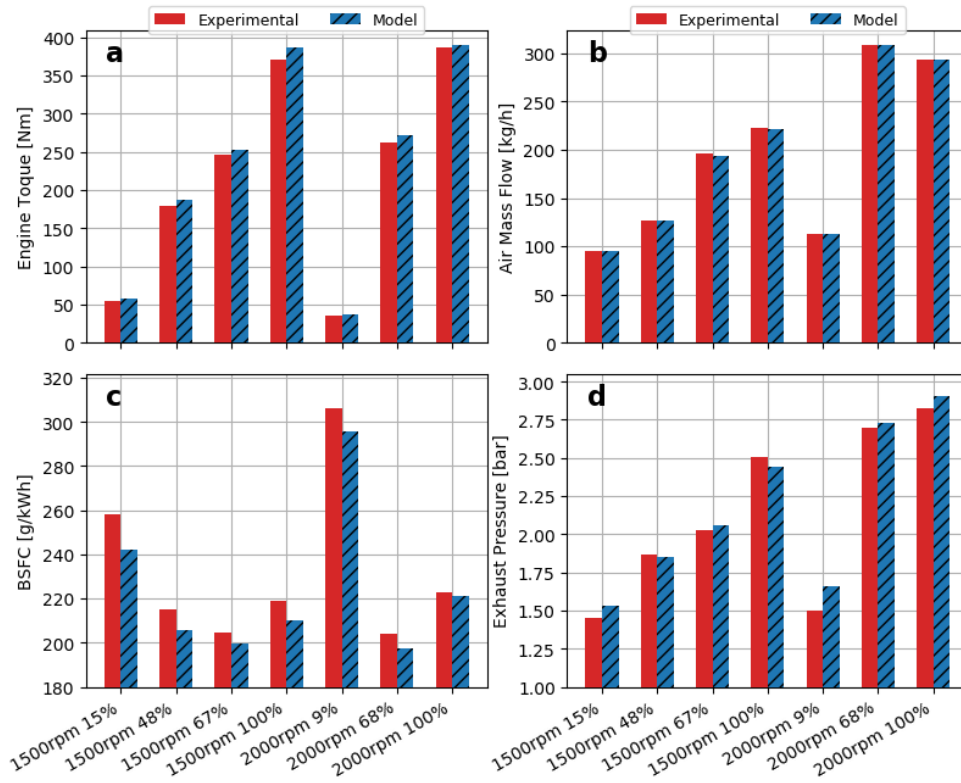 Experimental Model
Experimental Model
a
Engine Toque [Nm]
400
350
300
250
200
150
100
50
0
b
Air Mass Flow [kg/h]
300
250
200
150
100
50
0
c
BSFC [g/kWh]
320
300
280
260
240
220
200
180
1500rpm 15%
1500rpm 48%
1500rpm 67%
1500rpm 100%
2000rpm 9%
2000rpm 68%
2000rpm 100%
d
Exhaust Pressure [bar]
3.00
2.75
2.50
2.25
2.00
1.75
1.50
1.25
1.00
1500rpm 15%
1500rpm 48%
1500rpm 67%
1500rpm 100%
2000rpm 9%
2000rpm 68%
2000rpm 100%